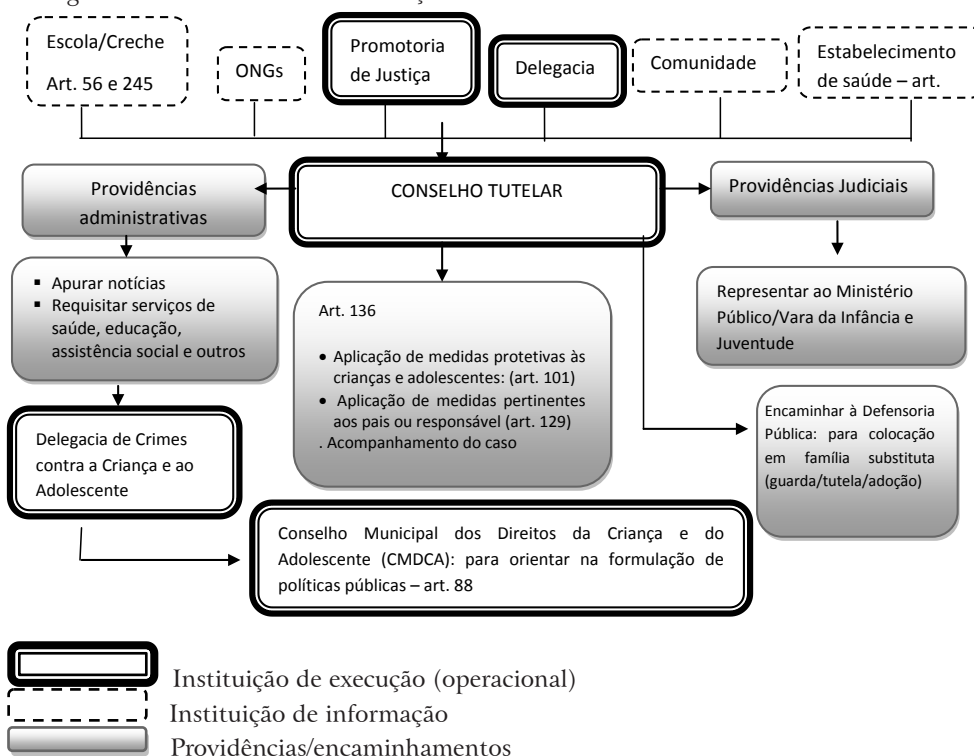 Escola/Creche
Art. 56 e 245
ONGs
Promotoria
de Justiça
Delegacia
Comunidade
Estabelecimento
de saúde – art.
Providências
administrativas
CONSELHO TUTELAR
Providências Judiciais
▪ Apurar notícias
▪ Requisitar serviços de
saúde, educação,
assistência social e outros
Art. 136
• Aplicação de medidas protetivas às
crianças e adolescentes: (art. 101)
• Aplicação de medidas pertinentes
aos pais ou responsável (art. 129)
. Acompanhamento do caso
Representar ao Ministério
Público/Vara da Infância e
Juventude
Delegacia de Crimes
contra a Criança e ao
Adolescente
Encaminhar à Defensoria
Pública: para colocação
em família substituta
(guarda/tutela/adoção)
Conselho Municipal dos Direitos da Criança e do
Adolescente (CMDCA): para orientar na formulação de
políticas públicas – art. 88
Instituição de execução (operacional)
Instituição de informação
Providências/encaminhamentos